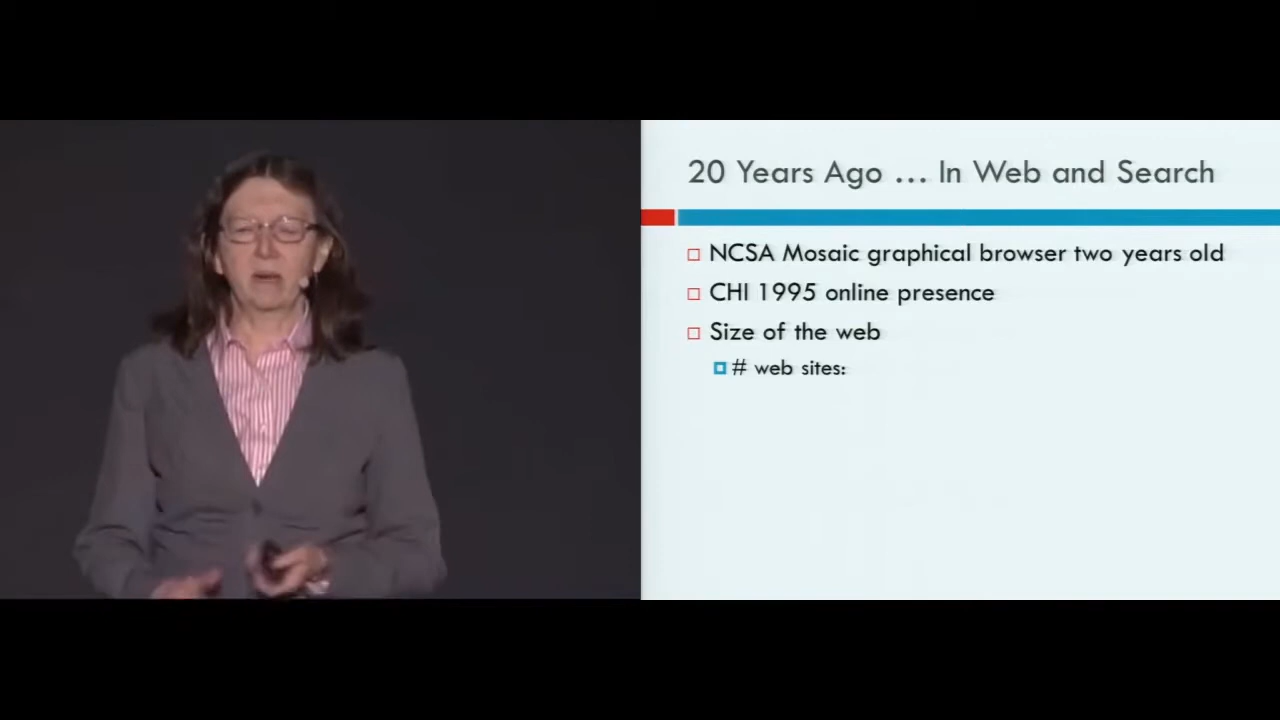 20 Years Ago … In Web and Search
NCSA Mosaic graphical browser two years old
CHI 1995 online presence
Size of the web
# web sites: